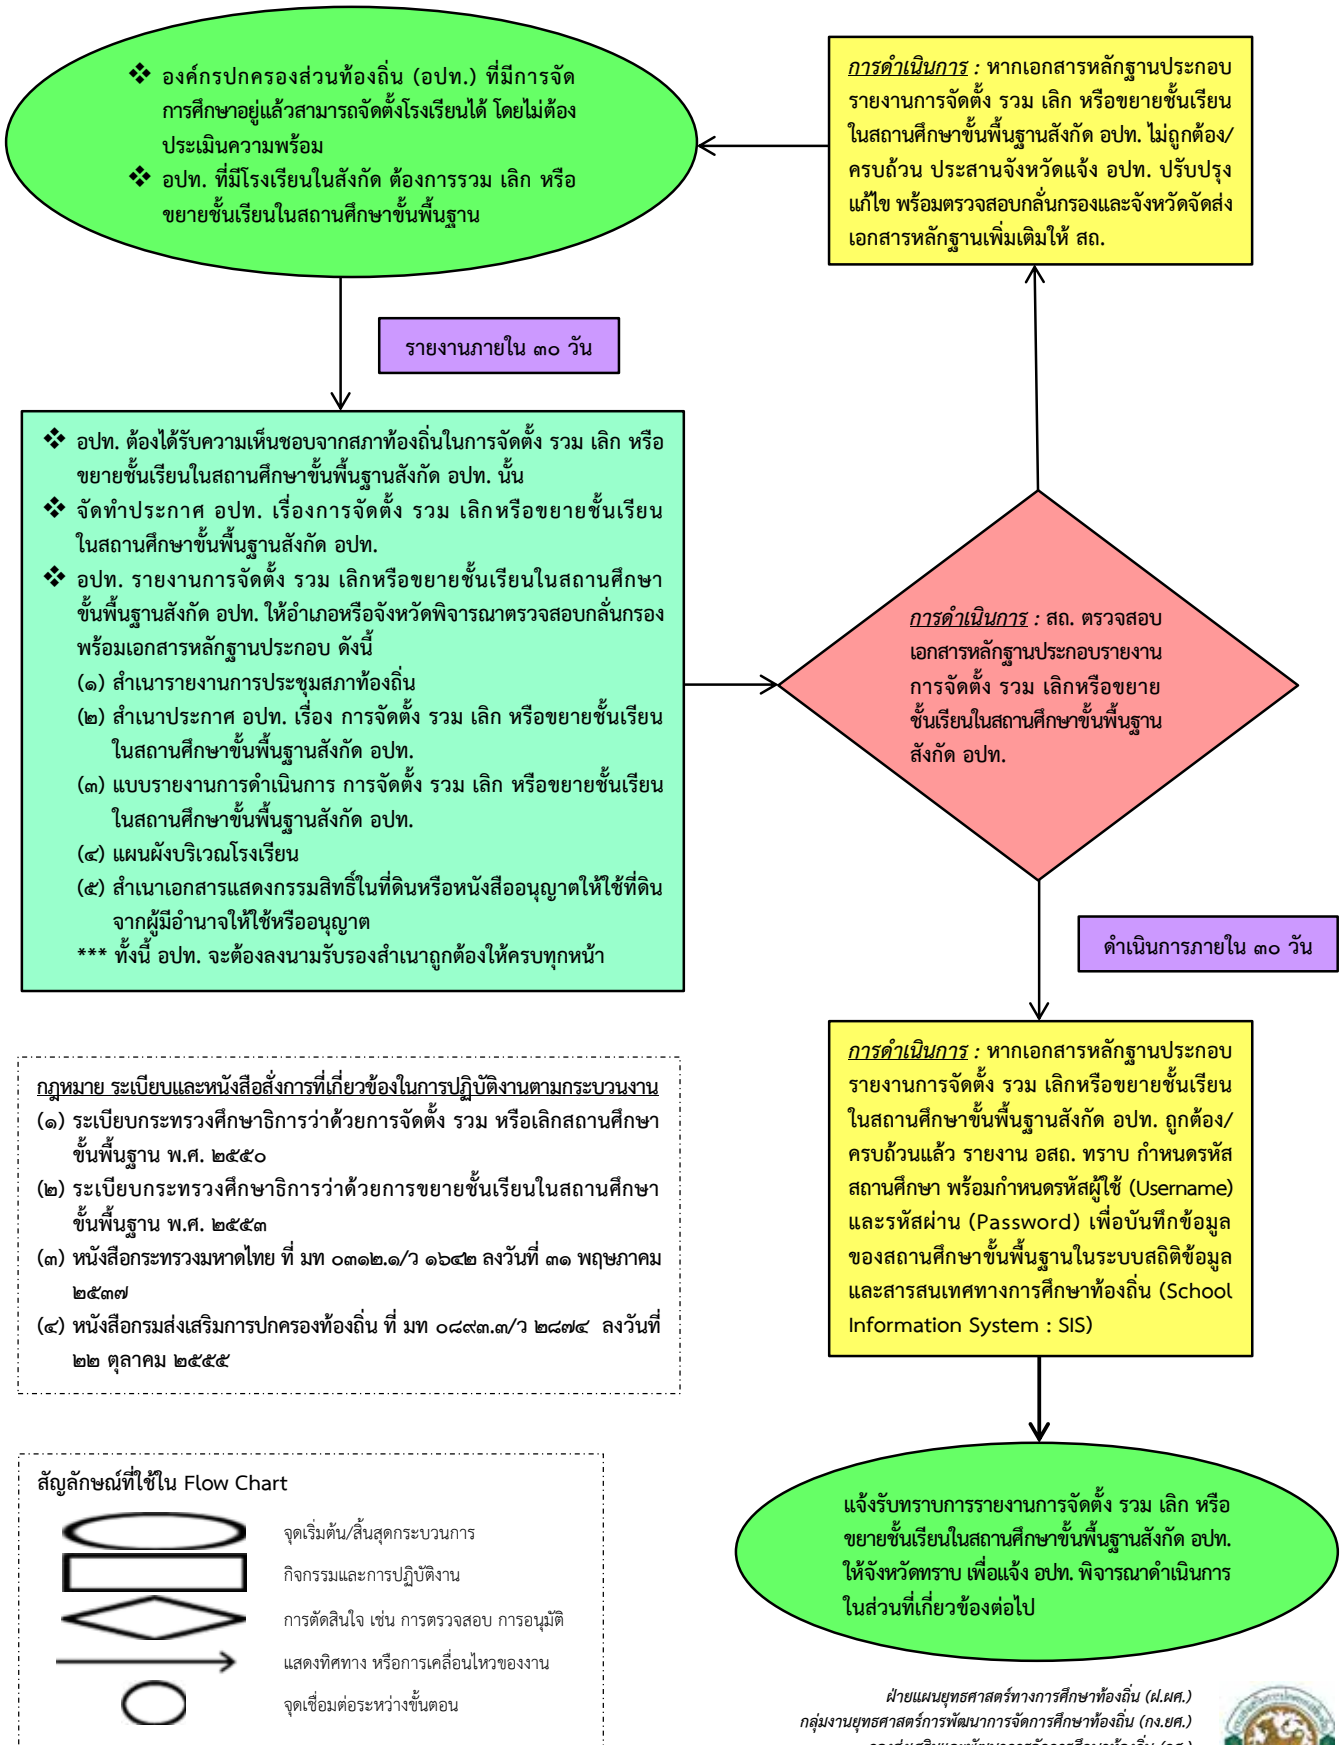 ❖ องค์กรปกครองส่วนท้องถิ่น (อปท.) ที่มีการจัด
การศึกษาอยู่แล้วสามารถจัดตั้งโรงเรียนได้ โดยไม่ต้อง
ประเมินความพร้อม
❖ อปท. ที่มีโรงเรียนในสังกัด ต้องการรวม เลิก หรือ
ขยายชั้นเรียนในสถานศึกษาขั้นพื้นฐาน
การดำเนินการ : หากเอกสารหลักฐานประกอบ
รายงานการจัดตั้ง รวม เลิก หรือขยายชั้นเรียน
ในสถานศึกษาขั้นพื้นฐานสังกัด อปท. ไม่ถูกต้อง/
ครบถ้วน ประสานจังหวัดแจ้ง อปท. ปรับปรุง
แก้ไข พร้อมตรวจสอบกลั่นกรองและจังหวัดจัดส่ง
เอกสารหลักฐานเพิ่มเติมให้ สถ.
รายงานภายใน ๓๐ วัน
❖ อปท. ต้องได้รับความเห็นชอบจากสภาท้องถิ่นในการจัดตั้ง รวม เลิก หรือ
ขยายชั้นเรียนในสถานศึกษาขั้นพื้นฐานสังกัด อปท. นั้น
❖ จัดทำประกาศ อปท. เรื่องการจัดตั้ง รวม เลิกหรือขยายชั้นเรียน
ในสถานศึกษาขั้นพื้นฐานสังกัด อปท.
❖ อปท. รายงานการจัดตั้ง รวม เลิกหรือขยายชั้นเรียนในสถานศึกษา
ขั้นพื้นฐานสังกัด อปท. ให้อำเภอหรือจังหวัดพิจารณาตรวจสอบกลั่นกรอง
พร้อมเอกสารหลักฐานประกอบ ดังนี้
(๑) สำเนารายงานการประชุมสภาท้องถิ่น
(๒) สำเนาประกาศ อปท. เรื่อง การจัดตั้ง รวม เลิก หรือขยายชั้นเรียน
ในสถานศึกษาขั้นพื้นฐานสังกัด อปท.
(๓) แบบรายงานการดำเนินการ การจัดตั้ง รวม เลิก หรือขยายชั้นเรียน
ในสถานศึกษาขั้นพื้นฐานสังกัด อปท.
(๔) แผนผังบริเวณโรงเรียน
(๕) สำเนาเอกสารแสดงกรรมสิทธิ์ในที่ดินหรือหนังสืออนุญาตให้ใช้ที่ดิน
จากผู้มีอำนาจให้ใช้หรืออนุญาต
*** ทั้งนี้ อปท. จะต้องลงนามรับรองสำเนาถูกต้องให้ครบทุกหน้า
การดำเนินการ : สถ. ตรวจสอบ
เอกสารหลักฐานประกอบรายงาน
การจัดตั้ง รวม เลิกหรือขยาย
ชั้นเรียนในสถานศึกษาขั้นพื้นฐาน
สังกัด อปท.
ดำเนินการภายใน ๓๐ วัน
การดำเนินการ : หากเอกสารหลักฐานประกอบ
รายงานการจัดตั้ง รวม เลิกหรือขยายชั้นเรียน
ในสถานศึกษาขั้นพื้นฐานสังกัด อปท. ถูกต้อง/
ครบถ้วนแล้ว รายงาน อสถ. ทราบ กำหนดรหัส
สถานศึกษา พร้อมกำหนดรหัสผู้ใช้ (Username)
และรหัสผ่าน (Password) เพื่อบันทึกข้อมูล
ของสถานศึกษาขั้นพื้นฐานในระบบสถิติข้อมูล
และสารสนเทศทางการศึกษาท้องถิ่น (School
Information System : SIS)
กฎหมาย ระเบียบและหนังสือสั่งการที่เกี่ยวข้องในการปฏิบัติงานตามกระบวนงาน
(๑) ระเบียบกระทรวงศึกษาธิการว่าด้วยการจัดตั้ง รวม หรือเลิกสถานศึกษา
ขั้นพื้นฐาน พ.ศ. ๒๕๕๐
(๒) ระเบียบกระทรวงศึกษาธิการว่าด้วยการขยายชั้นเรียนในสถานศึกษา
ขั้นพื้นฐาน พ.ศ. ๒๕๕๓
(๓) หนังสือกระทรวงมหาดไทย ที่ มท ๐๓๑๒.๑/ว ๑๖๔๒ ลงวันที่ ๓๑ พฤษภาคม
๒๕๓๗
(๔) หนังสือกรมส่งเสริมการปกครองท้องถิ่น ที่ มท ๐๘๙๓.๓/ว ๒๘๗๔ ลงวันที่
๒๒ ตุลาคม ๒๕๕๕
สัญลักษณ์ที่ใช้ใน Flow Chart
จุดเริ่มต้น/สิ้นสุดกระบวนการ
กิจกรรมและการปฏิบัติงาน
การตัดสินใจ เช่น การตรวจสอบ การอนุมัติ
แสดงทิศทาง หรือการเคลื่อนไหวของงาน
จุดเชื่อมต่อระหว่างขั้นตอน
แจ้งรับทราบการรายงานการจัดตั้ง รวม เลิก หรือ
ขยายชั้นเรียนในสถานศึกษาขั้นพื้นฐานสังกัด อปท.
ให้จังหวัดทราบ เพื่อแจ้ง อปท. พิจารณาดำเนินการ
ในส่วนที่เกี่ยวข้องต่อไป
ฝ่ายแผนยุทธศาสตร์ทางการศึกษาท้องถิ่น (ฝ.ผศ.)
กลุ่มงานยุทธศาสตร์การพัฒนาการจัดการศึกษาท้องถิ่น (กง.ยศ.)